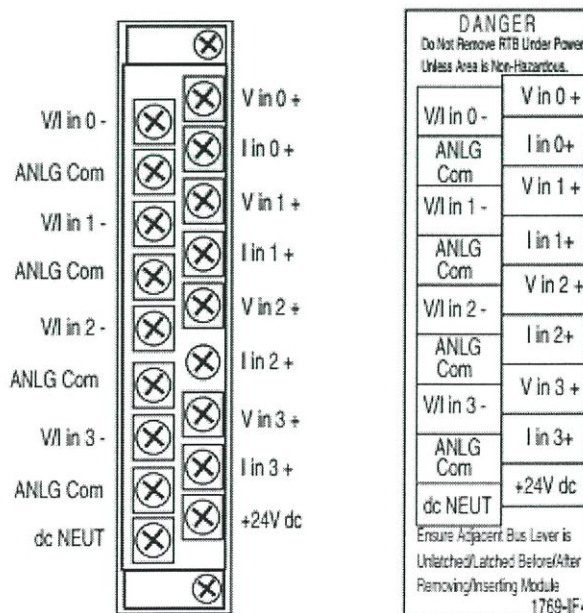 V in 0 +
V/I in 0 -
I in 0 +
ANLG Com
V in 1 +
V/I in 1 -
I in 1 +
ANLG Com
V in 2 +
V/I in 2 -
I in 2 +
ANLG Com
V in 3 +
V/I in 3 -
I in 3 +
ANLG Com
+24V dc
dc NEUT
DANGER
Do Not Remove RTB Under Power
Unless Area is Non-Hazardous.
V in 0 +
V/I in 0 -
I in 0+
ANLG
Com
V in 1 +
V/I in 1 -
I in 1+
ANLG
Com
V in 2 +
V/I in 2 -
I in 2+
ANLG
Com
V in 3 +
V/I in 3 -
I in 3+
ANLG
Com
+24V dc
dc NEUT
Ensure Adjacent Bus Lever is
Unlatched/Latched Before/After
Removing/Inserting Module